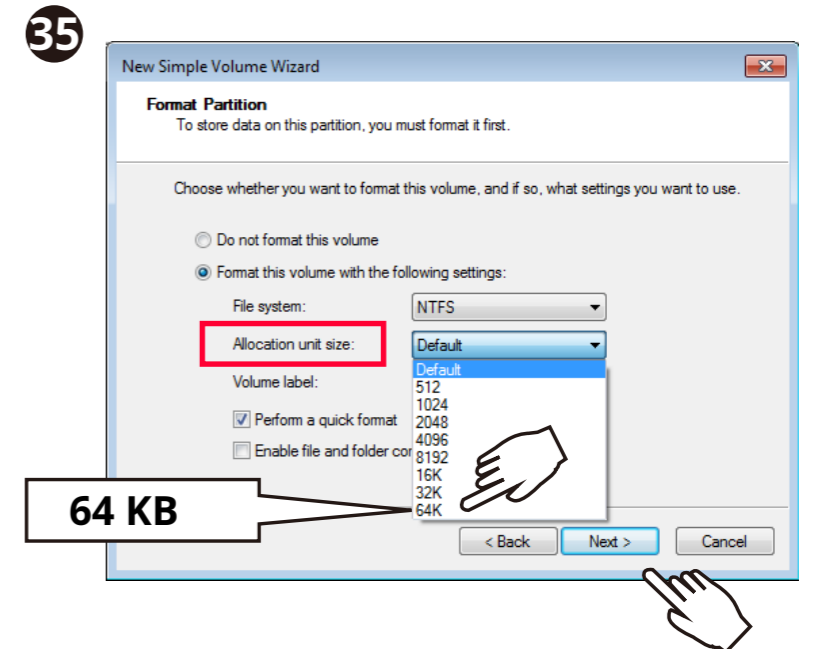 35
New Simple Volume Wizard
Format Partition
To store data on this partition, you must format it first.
Choose whether you want to format this volume, and if so, what settings you want to use.
Do not format this volume
Format this volume with the following settings:
File system: NTFS
Allocation unit size: Default
Volume label:
Default
512
1024
2048
4096
8192
16K
32K
64K
Perform a quick format
Enable file and folder
64 KB
< Back Next > Cancel